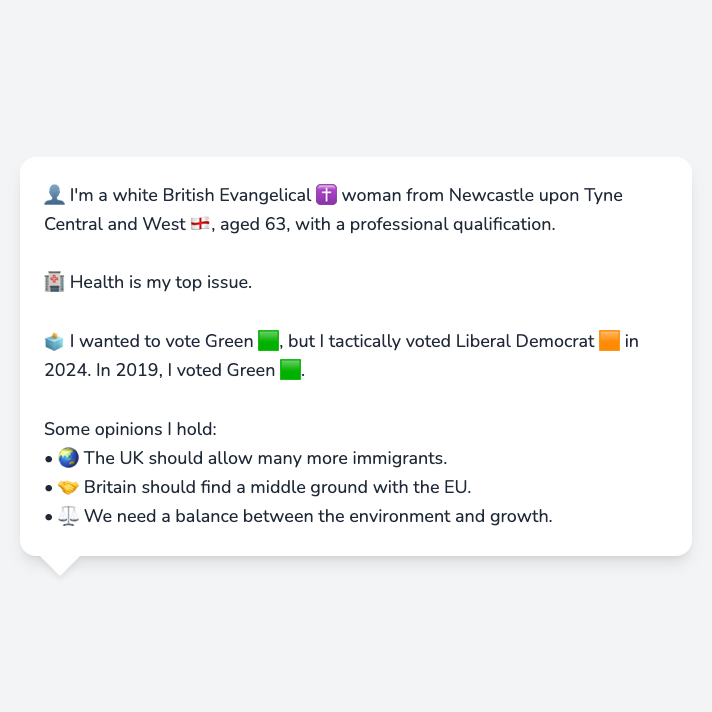 👤 I'm a white British Evangelical ✝️ woman from Newcastle upon Tyne
Central and West 🏴󠁧󠁢󠁥󠁮󠁧󠁿, aged 63, with a professional qualification.
🏥 Health is my top issue.
🗳️ I wanted to vote Green 🟩, but I tactically voted Liberal Democrat 🟧 in
2024. In 2019, I voted Green 🟩.
Some opinions I hold:
• 🌏 The UK should allow many more immigrants.
• 🤝 Britain should find a middle ground with the EU.
• ⚖️ We need a balance between the environment and growth.